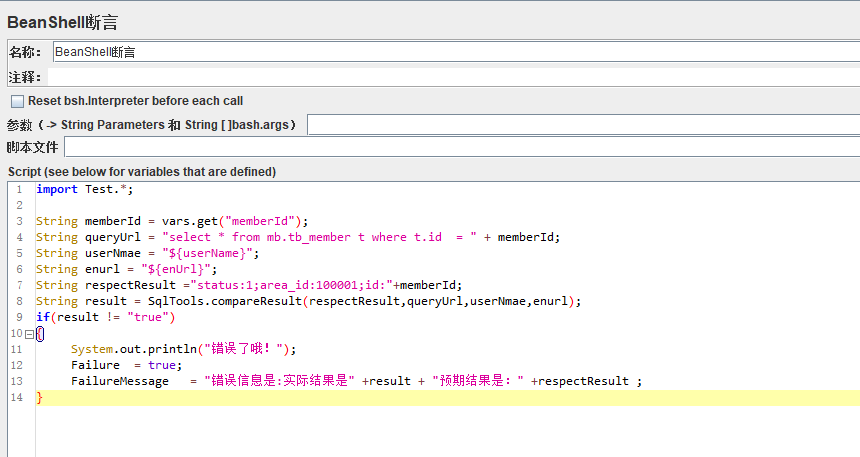 BeanShell断言
名称： BeanShell断言
注释：
Reset bsh.Interpreter before each call
参数（-> String Parameters 和 String [ ]bash.args）
脚本文件
Script (see below for variables that are defined)
1 import Test.*;
2
3 String memberId = vars.get("memberId");
4 String queryUrl = "select * from mb.tb_member t where t.id  = " + memberId;
5 String userNmae = "${userName}";
6 String enurl = "${enUrl}";
7 String respectResult ="status:1;area_id:100001;id:"+memberId;
8 String result = SqlTools.compareResult(respectResult,queryUrl,userNmae,enurl);
9 if(result != "true")
10 {
11 System.out.println("错误了哦！");
12 Failure  = true;
13 FailureMessage   = "错误信息是:实际结果是" +result + "预期结果是：" +respectResult ;
14 }